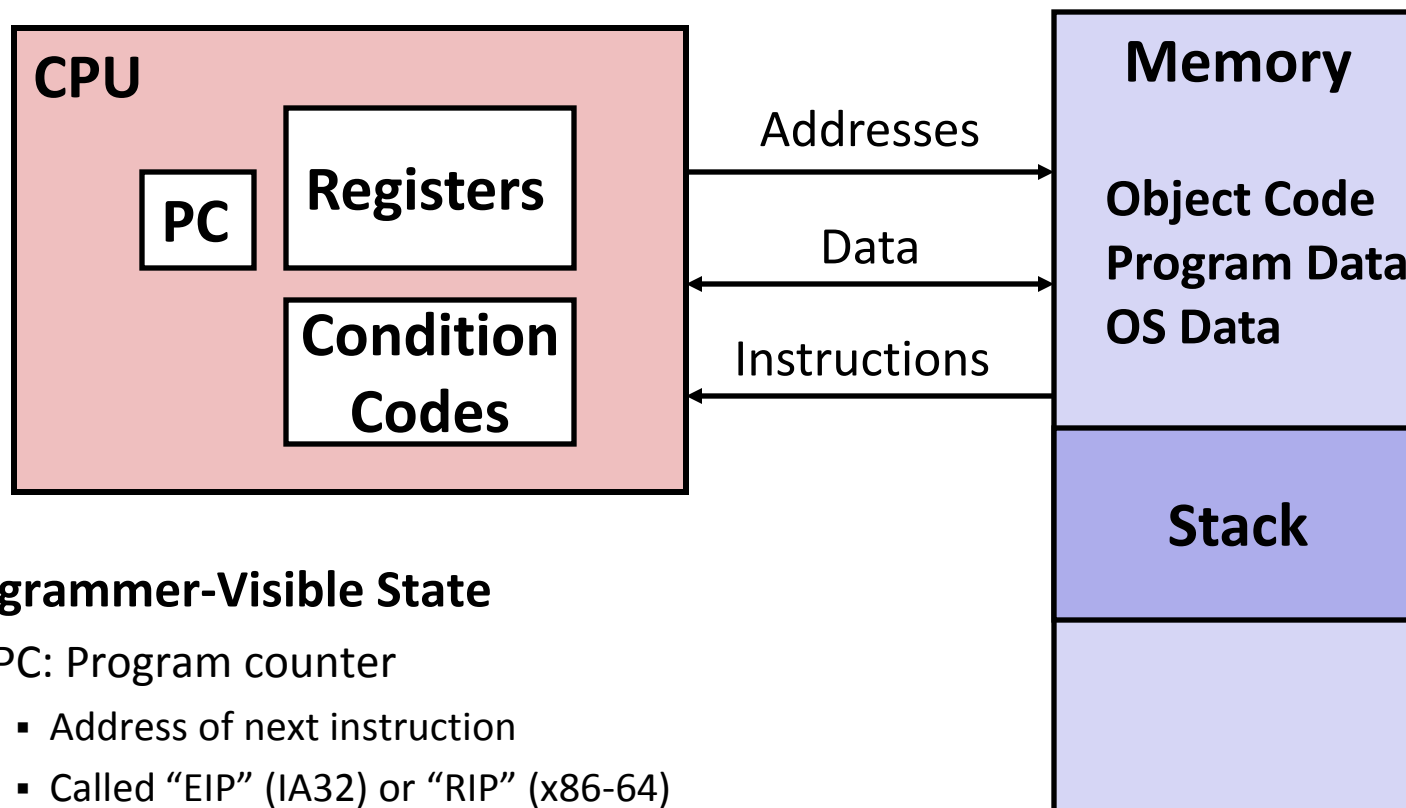 CPU
PC
Registers
Condition
Codes
Addresses
Data
Instructions
Memory
Object Code
Program Data
OS Data
Stack
grammer-Visible State
PC: Program counter
▪ Address of next instruction
▪ Called “EIP” (IA32) or “RIP” (x86-64)